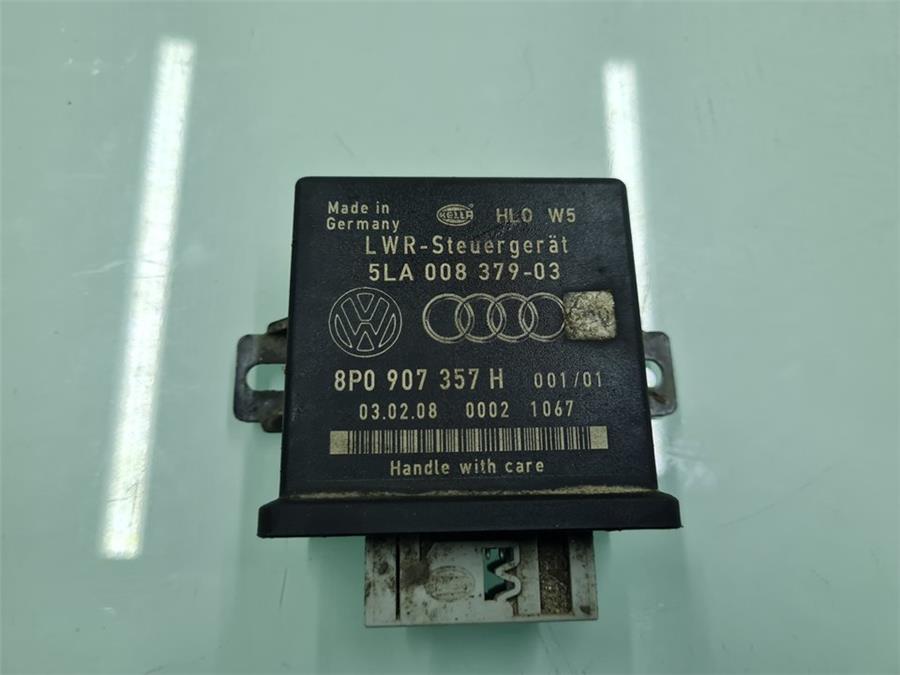 Made in
Germany
HELLA
HLO W5
LWR-Steuergerät
5LA 008 379-03
8P0 907 357 H 001/01
03.02.08 0002 1067
Handle with care